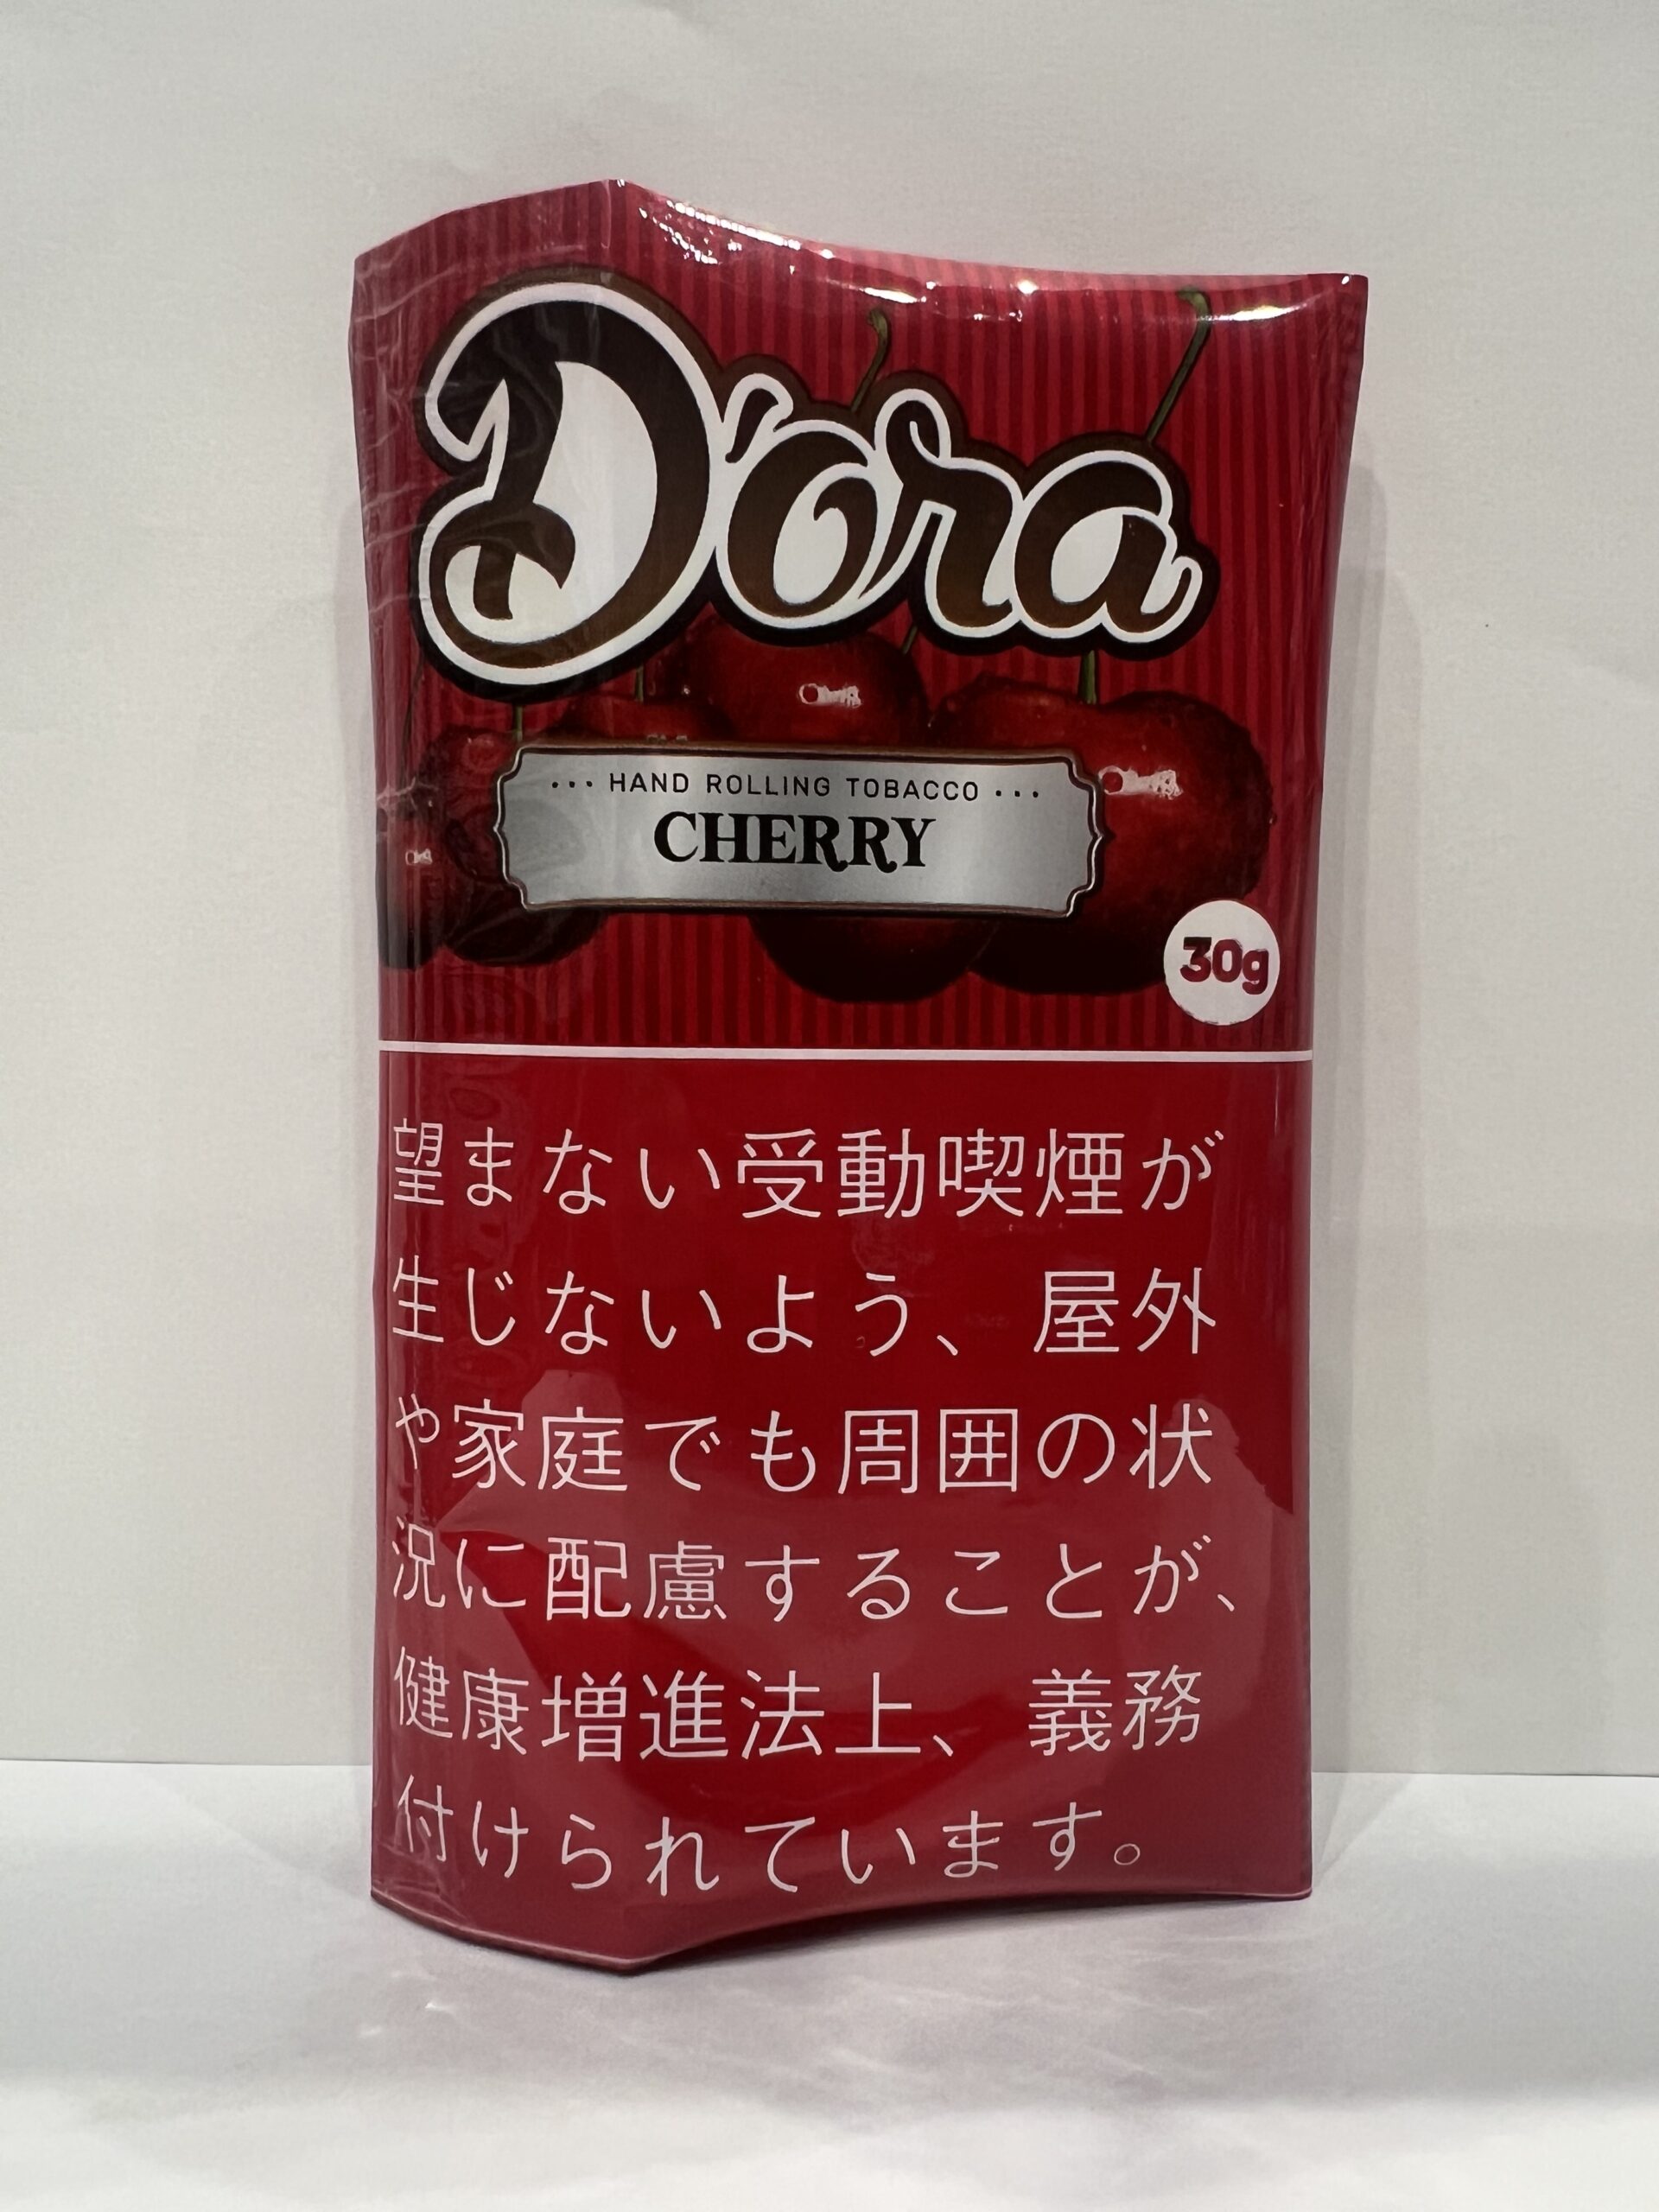 D'ora
... HAND ROLLING TOBACCO ...
CHERRY
30g
望まない受動喫煙が
生じないよう、屋外
や家庭でも周囲の状
況に配慮することが、
健康増進法上、義務
付けられています。